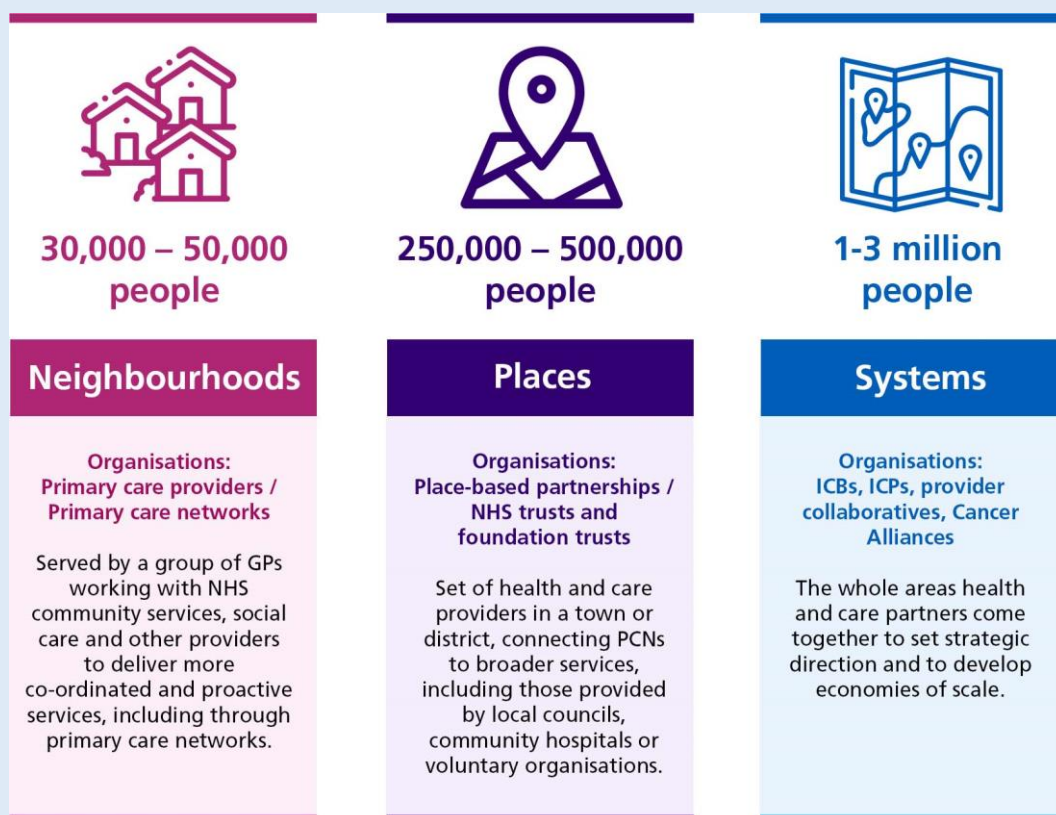 30,000 – 50,000
people
Neighbourhoods
Organisations:
Primary care providers /
Primary care networks
Served by a group of GPs
working with NHS
community services, social
care and other providers
to deliver more
co-ordinated and proactive
services, including through
primary care networks.
250,000 – 500,000
people
Places
Organisations:
Place-based partnerships /
NHS trusts and
foundation trusts
Set of health and care
providers in a town or
district, connecting PCNs
to broader services,
including those provided
by local councils,
community hospitals or
voluntary organisations.
1-3 million
people
Systems
Organisations:
ICBs, ICPs, provider
collaboratives, Cancer
Alliances
The whole areas health
and care partners come
together to set strategic
direction and to develop
economies of scale.